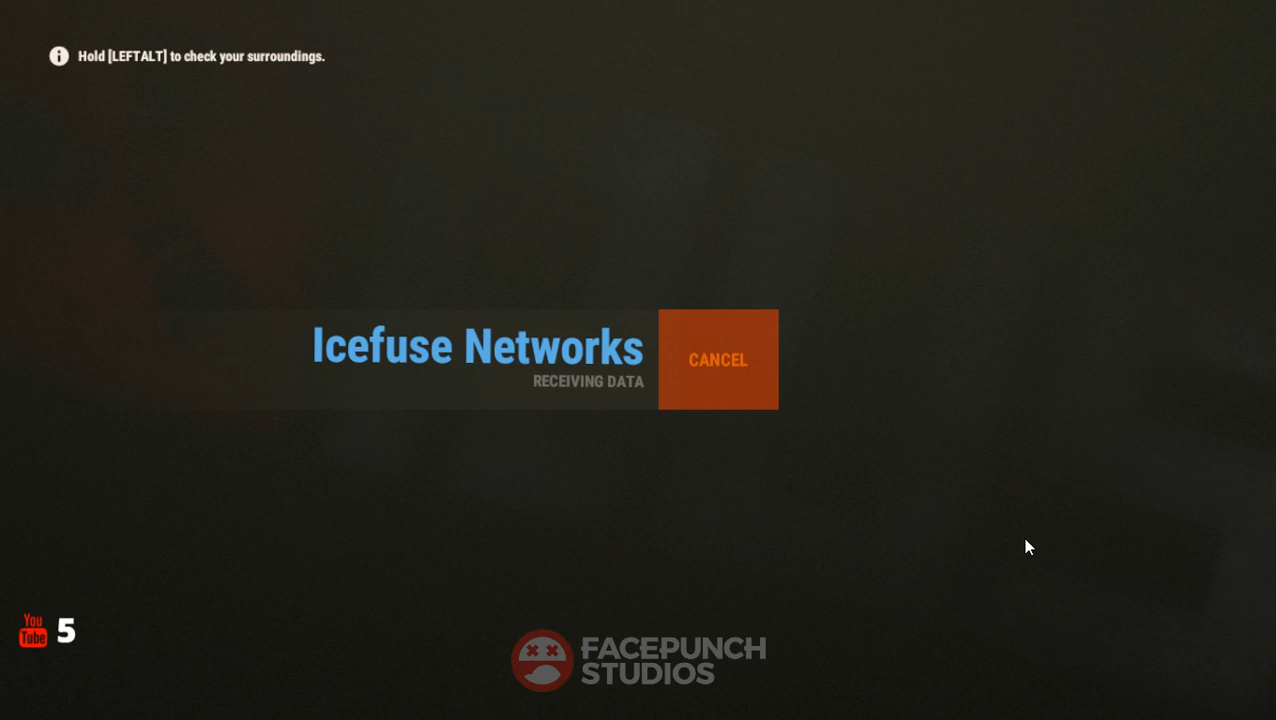 Hold [LEFTALT] to check your surroundings.
Icefuse Networks
RECEIVING DATA
CANCEL
You
Tube
5
FACEPUNCH
STUDIOS